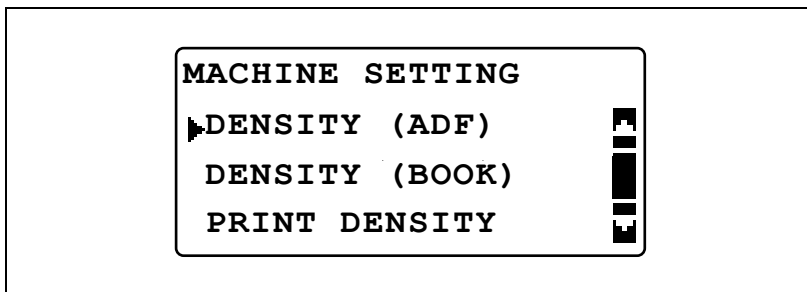 MACHINE SETTING
DENSITY (ADF)
DENSITY (BOOK)
PRINT DENSITY